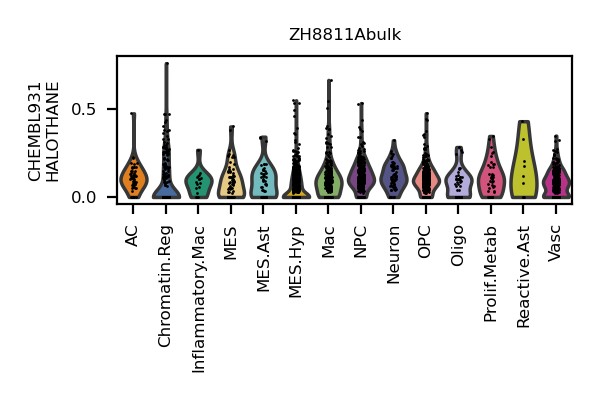 ZH8811Abulk
CHEMBL931
HALOTHANE
0.5
0.0
AC
Chromatin.Reg
Inflammatory.Mac
MES
MES.Ast
MES.Hyp
Mac
NPC
Neuron
OPC
Oligo
Prolif.Metab
Reactive.Ast
Vasc